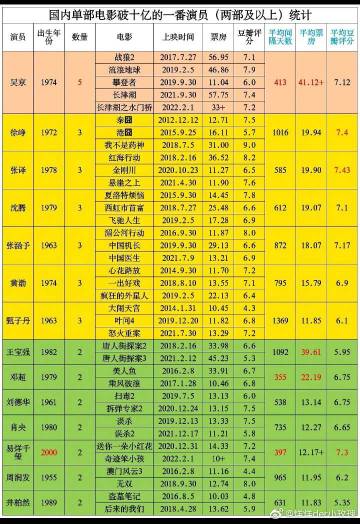 国内单部电影破十亿的一番演员（两部及以上）统计
演员 出生年份 数量 电影 上映时间 票房 豆瓣评分 平均间隔天数 平均票房 平均豆瓣评分
吴京 1974 5 战狼2 2017.7.27 56.95 7.1 413 41.12+ 7.12
流浪地球 2019.2.5 46.86 7.9
攀登者 2019.9.30 11.04 6.0
长津湖 2021.9.30 57.75 7.4
长津湖之水门桥 2022.2.1 33+ 7.2
徐峥 1972 3 泰囧 2012.12.12 12.71 7.5 1016 19.94 7.4
港囧 2015.9.25 16.11 5.7
我不是药神 2018.7.5 31.00 9.0
张译 1978 3 红海行动 2018.2.16 36.52 8.2 585 19.90 7.43
金刚川 2020.10.23 11.27 6.5
悬崖之上 2021.4.30 11.90 7.6
沈腾 1979 3 夏洛特烦恼 2015.9.30 14.45 7.8 612 19.07 7.1
西虹市首富 2018.7.27 25.48 6.6
飞驰人生 2019.2.5 17.28 6.9
张涵予 1963 3 湄公河行动 2016.9.30 11.87 8.0 872 18.07 7.17
中国机长 2019.9.30 29.13 6.6
中国医生 2021.7.9 13.21 6.9
黄渤 1974 3 心花路放 2014.9.30 11.70 7.2 795 15.79 6.9
一出好戏 2018.8.10 13.55 7.1
疯狂的外星人 2019.2.5 22.13 6.4
甄子丹 1963 3 大闹天宫 2014.1.31 10.45 4.3 1369 11.85 6.1
叶问4 2019.12.20 11.82 6.8
怒火重案 2021.7.30 13.29 7.2
王宝强 1982 2 唐人街探案2 2018.2.16 33.98 6.6 1092 39.61 5.95
唐人街探案3 2021.2.12 45.23 5.3
邓超 1979 2 美人鱼 2016.2.8 33.91 6.7 355 22.19 6.75
乘风破浪 2017.1.28 10.46 6.8
刘德华 1961 2 扫毒2 2019.7.5 13.13 6.1 538 13.14 6.75
拆弹专家2 2020.12.24 13.15 7.5
肖央 1980 2 误杀 2019.12.13 13.33 7.5 735 12.27 6.65
误杀2 2021.12.17 11.21 5.8
易烊千玺 2000 2 送你一朵小红花 2020.12.31 14.33 7.2 397 12.17+ 7.3
奇迹笨小孩 2022.2.1 10+ 7.4
周润发 1955 2 澳门风云3 2016.2.8 11.16 4.4 965 11.95 6.2
无双 2018.9.30 12.74 8.0
井柏然 1989 2 盗墓笔记 2016.8.5 10.03 4.8 631 11.83 5.35
后来的我们 2018.4.28 13.62 5.9